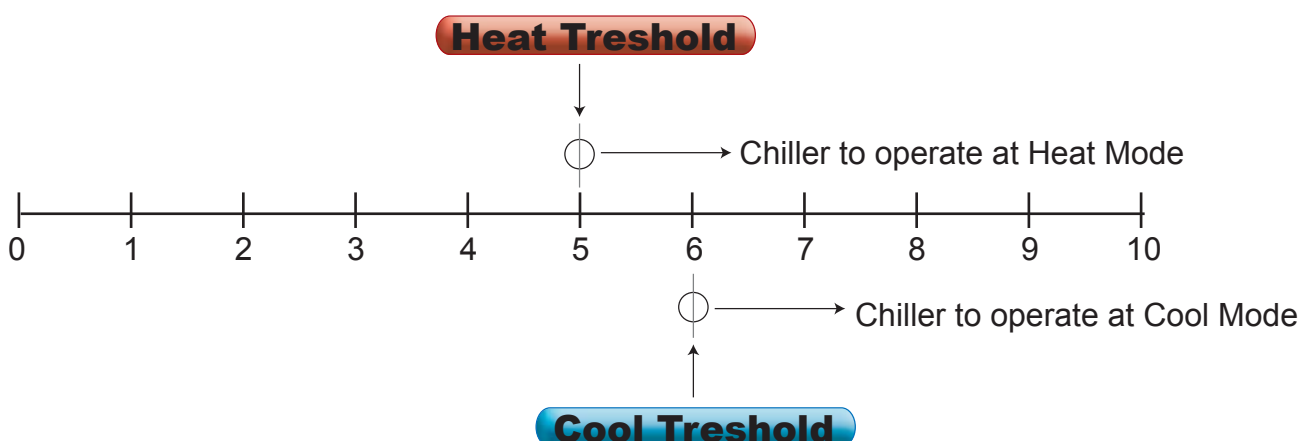 Heat Treshold
Chiller to operate at Heat Mode
0 1 2 3 4 5 6 7 8 9 10
Chiller to operate at Cool Mode
Cool Treshold